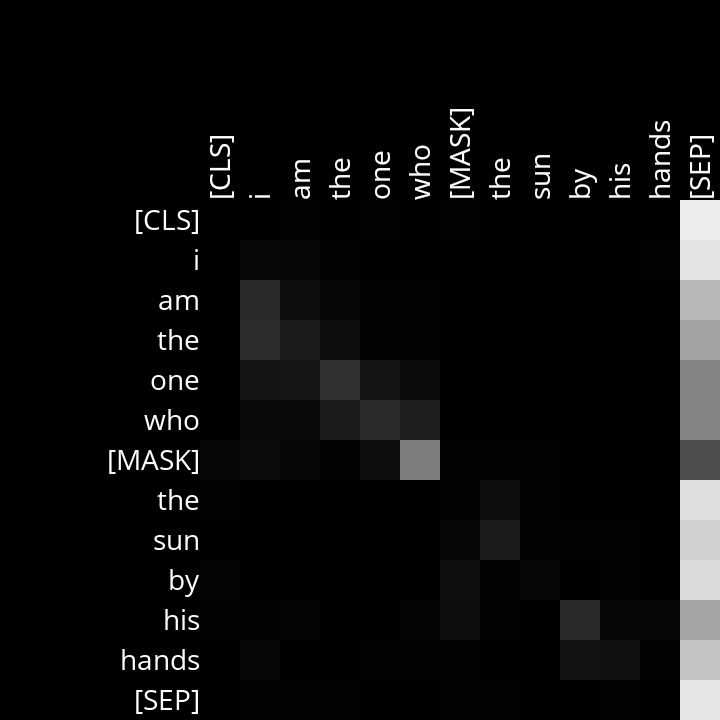 [CLS] i am the one who [MASK] the sun by his hands [SEP]
[CLS]
i
am
the
one
who
[MASK]
the
sun
by
his
hands
[SEP]